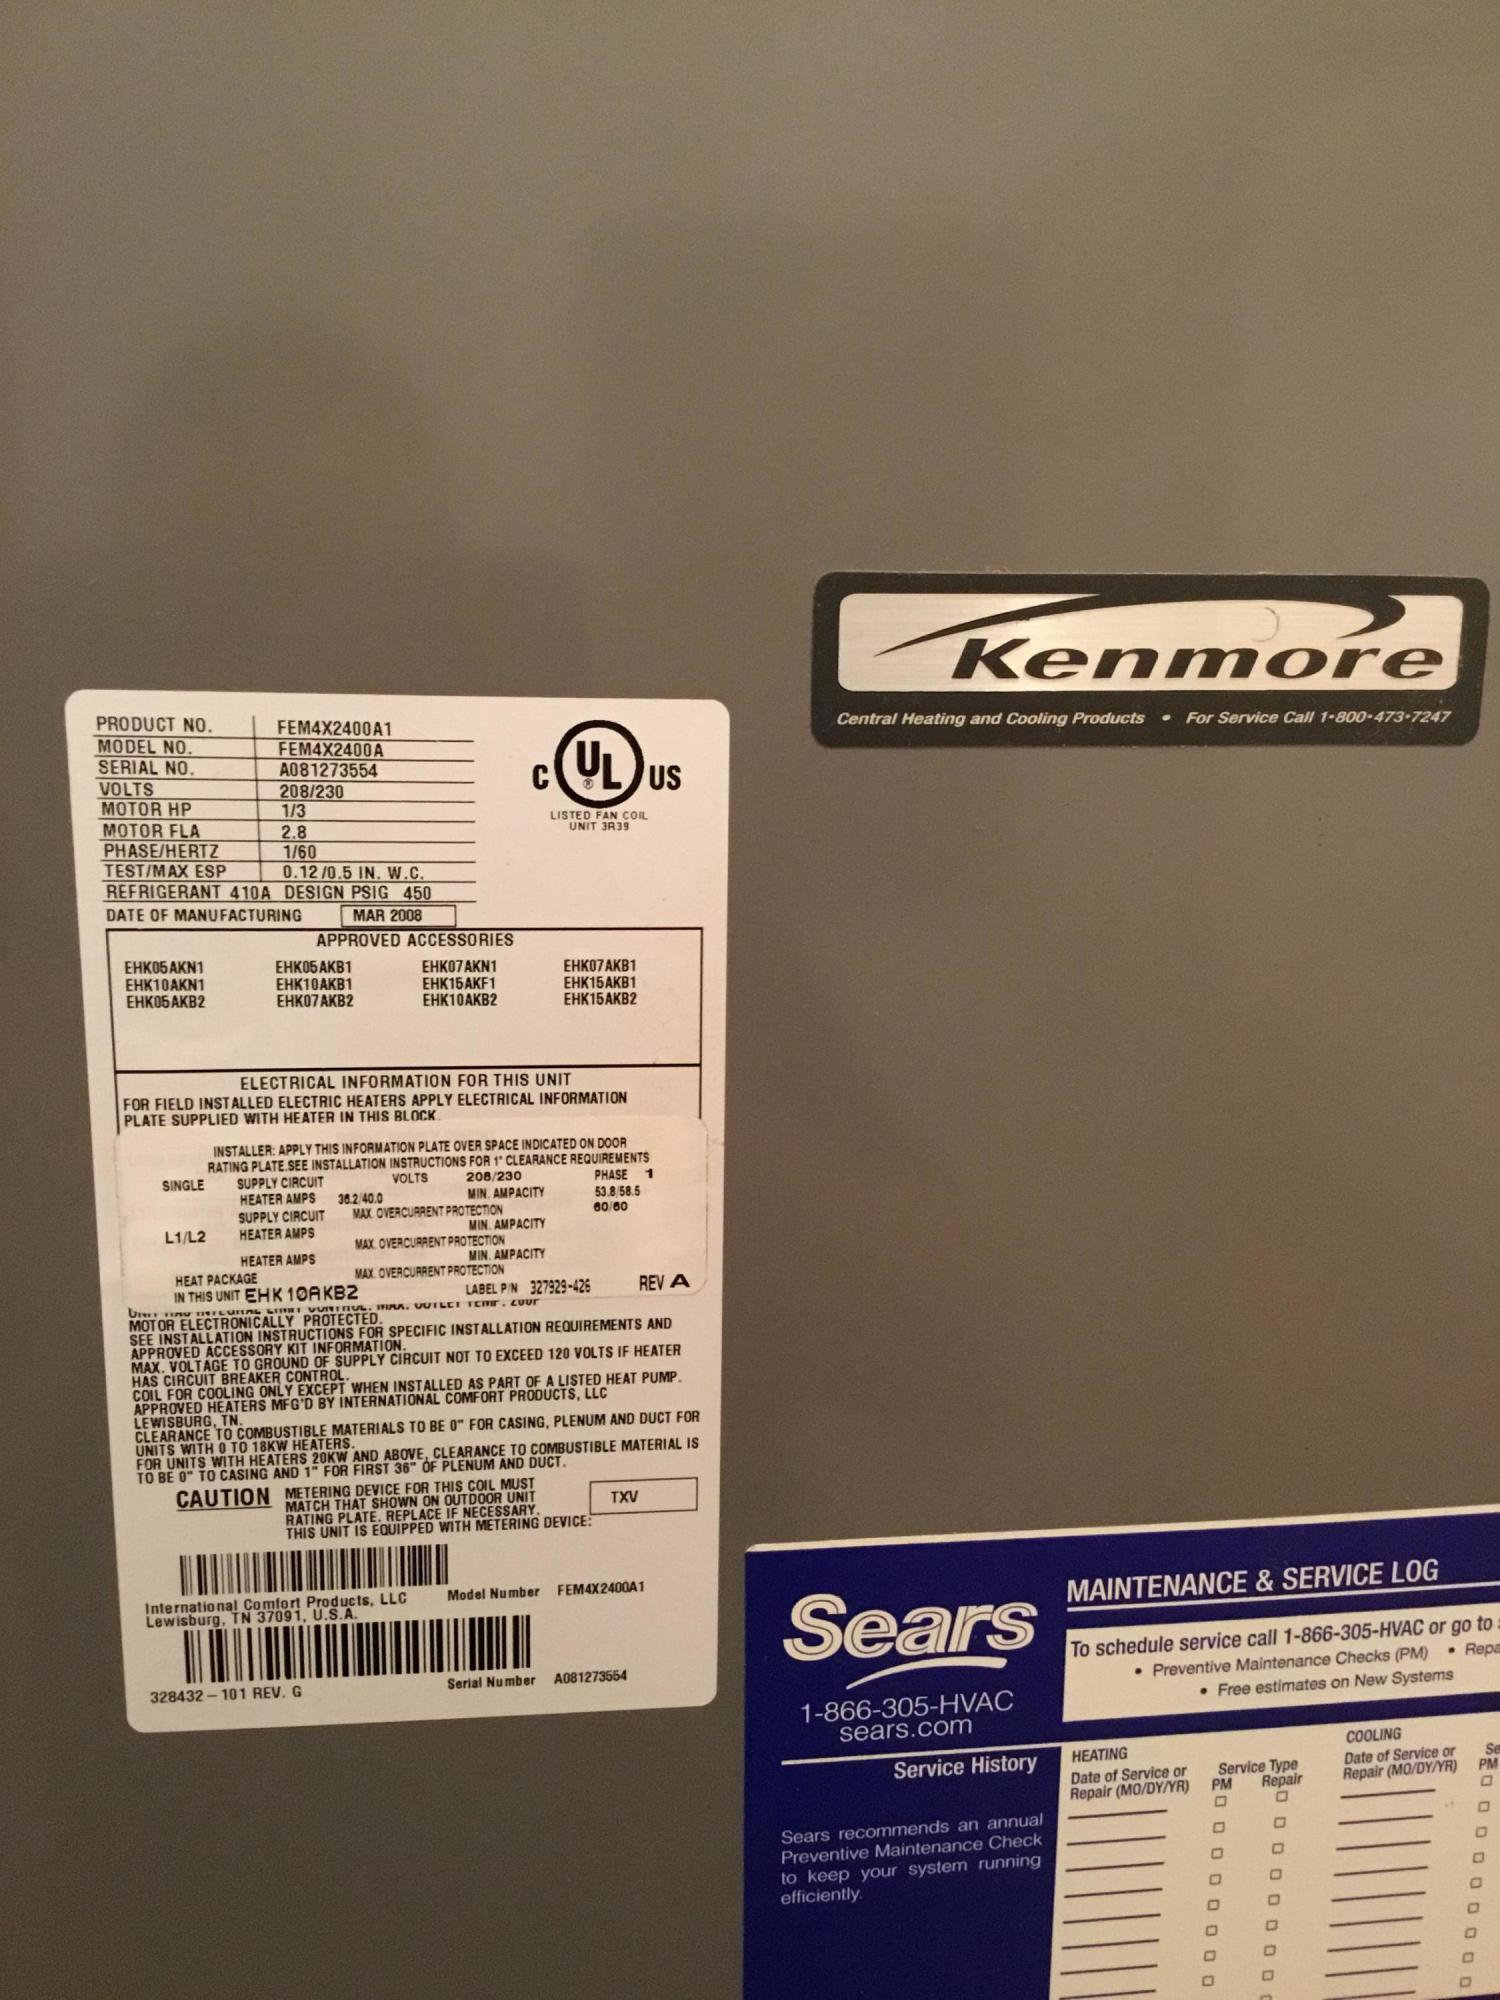 Kenmore
Central Heating and Cooling Products • For Service Call 1-800-473-7247
PRODUCT NO. FEM4X2400A1
MODEL NO. FEM4X2400A
SERIAL NO. A081273554
VOLTS 208/230
MOTOR HP 1/3
MOTOR FLA 2.8
PHASE/HERTZ 1/60
TEST/MAX ESP 0.12/0.5 IN. W.C.
REFRIGERANT 410A DESIGN PSIG 450
DATE OF MANUFACTURING MAR 2008
C UL ® US
LISTED FAN COIL
UNIT 3R39
APPROVED ACCESSORIES
EHK05AKN1 EHK05AKB1 EHK07AKN1 EHK07AKB1
EHK10AKN1 EHK10AKB1 EHK15AKF1 EHK15AKB1
EHK05AKB2 EHK07AKB2 EHK10AKB2 EHK15AKB2
ELECTRICAL INFORMATION FOR THIS UNIT
FOR FIELD INSTALLED ELECTRIC HEATERS APPLY ELECTRICAL INFORMATION
PLATE SUPPLIED WITH HEATER IN THIS BLOCK.
INSTALLER: APPLY THIS INFORMATION PLATE OVER SPACE INDICATED ON DOOR
RATING PLATE.SEE INSTALLATION INSTRUCTIONS FOR 1" CLEARANCE REQUIREMENTS
SINGLE SUPPLY CIRCUIT VOLTS 208/230 PHASE 1
HEATER AMPS 36.2/40.0 MIN. AMPACITY 53.8/58.5
SUPPLY CIRCUIT MAX. OVERCURRENT PROTECTION 60/60
L1/L2 HEATER AMPS MIN. AMPACITY
MAX. OVERCURRENT PROTECTION
HEATER AMPS MIN. AMPACITY
MAX. OVERCURRENT PROTECTION
HEAT PACKAGE
IN THIS UNIT EHK10AKB2 LABEL P/N 327929-426 REV A
UNIT HAS INTEGRAL LIMIT CONTROL. MAX. OUTLET TEMP. 200F
MOTOR ELECTRONICALLY PROTECTED.
SEE INSTALLATION INSTRUCTIONS FOR SPECIFIC INSTALLATION REQUIREMENTS AND
APPROVED ACCESSORY KIT INFORMATION.
MAX. VOLTAGE TO GROUND OF SUPPLY CIRCUIT NOT TO EXCEED 120 VOLTS IF HEATER
HAS CIRCUIT BREAKER CONTROL.
COIL FOR COOLING ONLY EXCEPT WHEN INSTALLED AS PART OF A LISTED HEAT PUMP.
APPROVED HEATERS MFG'D BY INTERNATIONAL COMFORT PRODUCTS, LLC
LEWISBURG, TN.
CLEARANCE TO COMBUSTIBLE MATERIALS TO BE 0" FOR CASING, PLENUM AND DUCT FOR
UNITS WITH 0 TO 18KW HEATERS.
FOR UNITS WITH HEATERS 20KW AND ABOVE, CLEARANCE TO COMBUSTIBLE MATERIAL IS
TO BE 0" TO CASING AND 1" FOR FIRST 36" OF PLENUM AND DUCT.
CAUTION METERING DEVICE FOR THIS COIL MUST
MATCH THAT SHOWN ON OUTDOOR UNIT
RATING PLATE. REPLACE IF NECESSARY.
THIS UNIT IS EQUIPPED WITH METERING DEVICE: TXV
International Comfort Products, LLC Model Number FEM4X2400A1
Lewisburg, TN 37091, U.S.A.
Serial Number A081273554
328432-101 REV. G
Sears
1-866-305-HVAC
sears.com
MAINTENANCE & SERVICE LOG
To schedule service call 1-866-305-HVAC or go to
• Preventive Maintenance Checks (PM) •
• Free estimates on New Systems
Service History
Sears recommends an annual
Preventive Maintenance Check
to keep your system running
efficiently.
HEATING
Date of Service or Service Type
Repair (MO/DY/YR) PM Repair
COOLING
Date of Service or
Repair (MO/DY/YR) PM